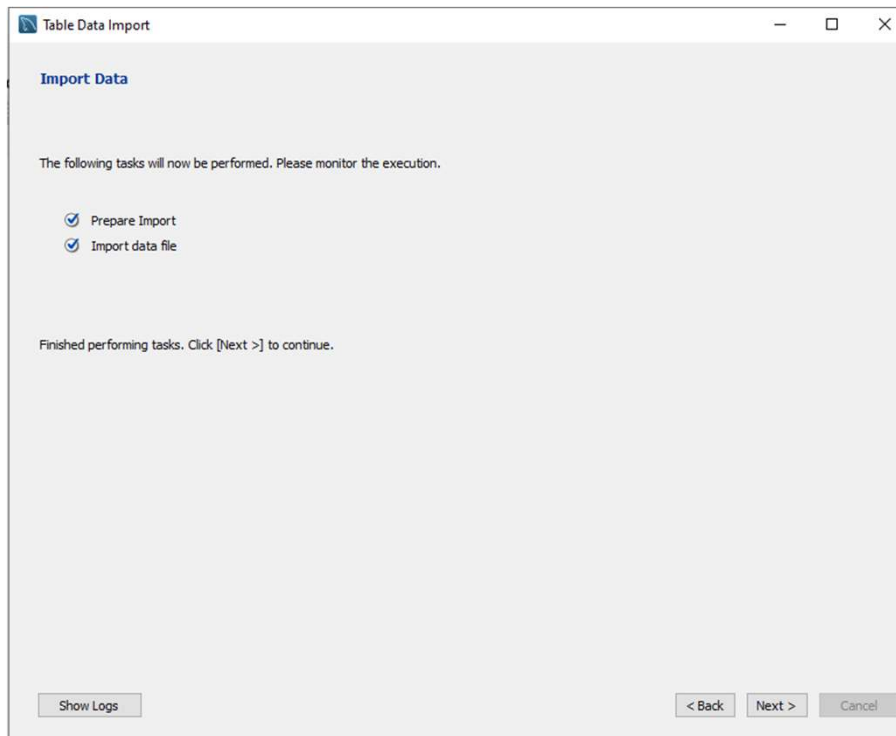 Table Data Import
Import Data
The following tasks will now be performed. Please monitor the execution.
Prepare Import
Import data file
Finished performing tasks. Click [Next >] to continue.
Show Logs
< Back
Next >
Cancel